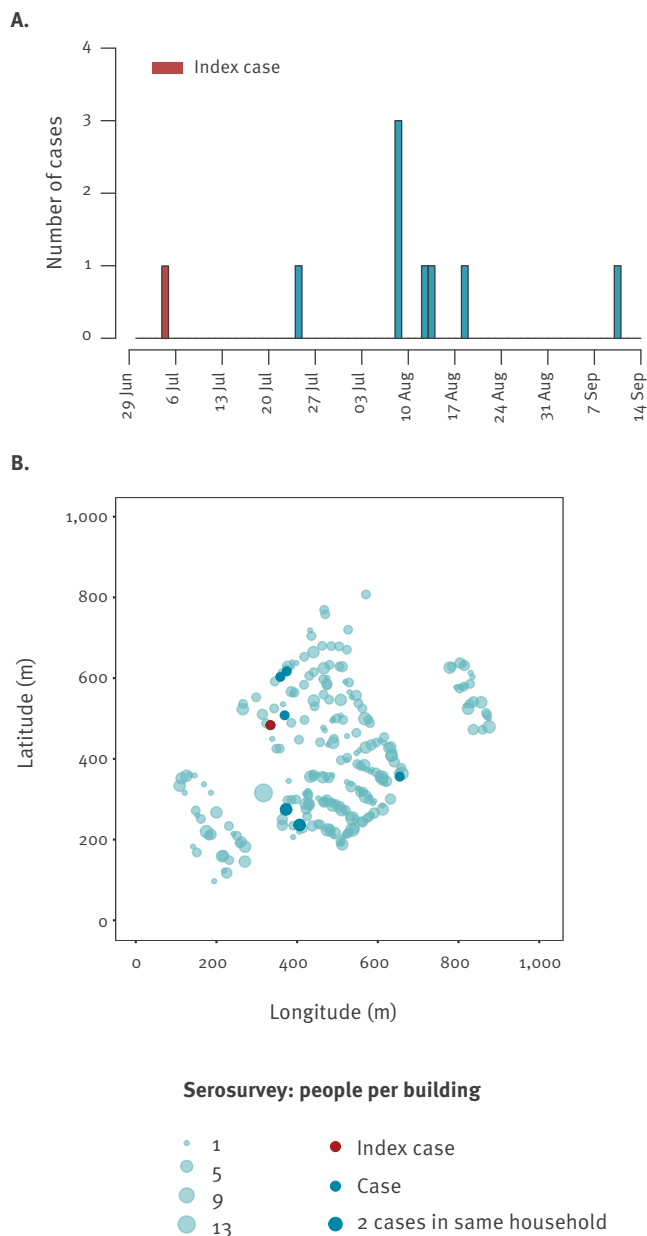 A.
4
3
2
1
0
Number of cases
Index case
29 Jun
6 Jul
13 Jul
20 Jul
27 Jul
03 Jul
10 Aug
17 Aug
24 Aug
31 Aug
7 Sep
14 Sep
B.
1,000
800
600
400
200
0
Latitude (m)
0 200 400 600 800 1,000
Longitude (m)
Serosurvey: people per building
1
5
9
13
Index case
Case
2 cases in same household